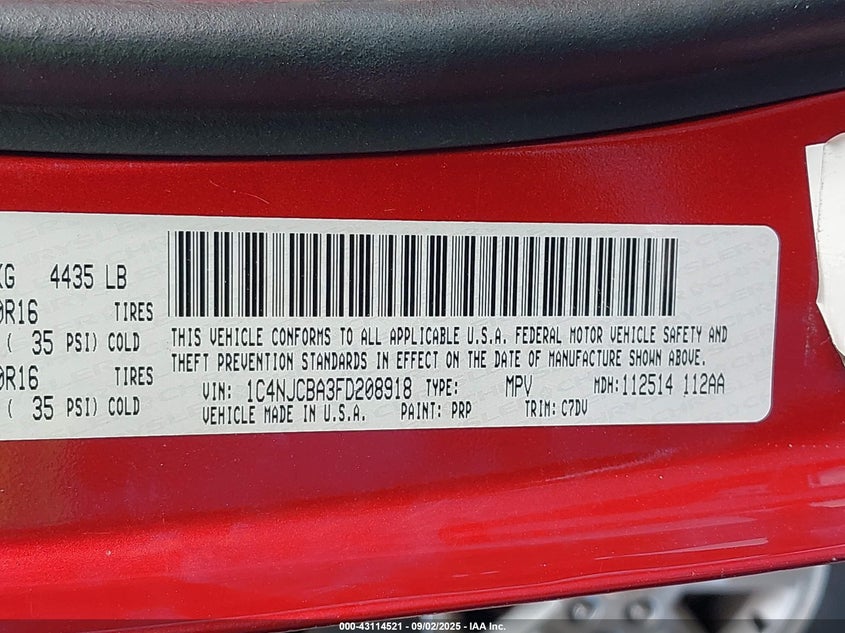 KG 4435 LB
0R16 TIRES
( 35 PSI) COLD
0R16 TIRES
( 35 PSI) COLD
THIS VEHICLE CONFORMS TO ALL APPLICABLE U.S.A. FEDERAL MOTOR VEHICLE SAFETY AND
THEFT PREVENTION STANDARDS IN EFFECT ON THE DATE OF MANUFACTURE SHOWN ABOVE.
VIN: 1C4NJCBA3FD208918 TYPE: MPV MDH: 112514 112AA
VEHICLE MADE IN U.S.A. PAINT: PRP TRIM: C7DV
000-43114521 - 09/02/2025 - IAA Inc.